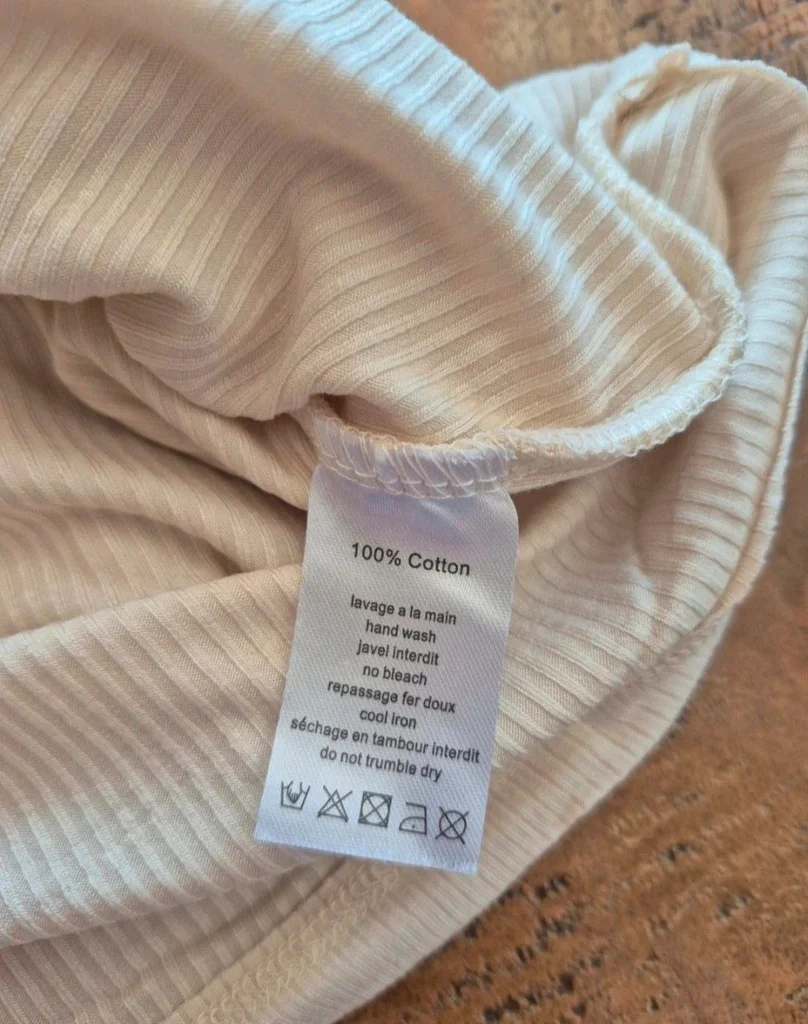 100% Cotton
lavage a la main
hand wash
javel interdit
no bleach
repassage fer doux
cool iron
séchage en tambour interdit
do not trumble dry